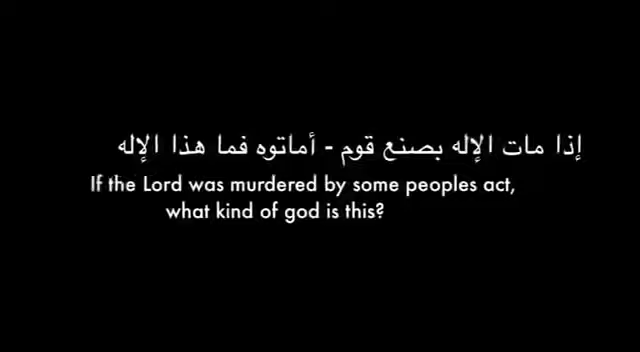 إذا مات الإله بصنع قوم - أماتوه فما هذا الإله
If the Lord was murdered by some peoples act,
what kind of god is this?